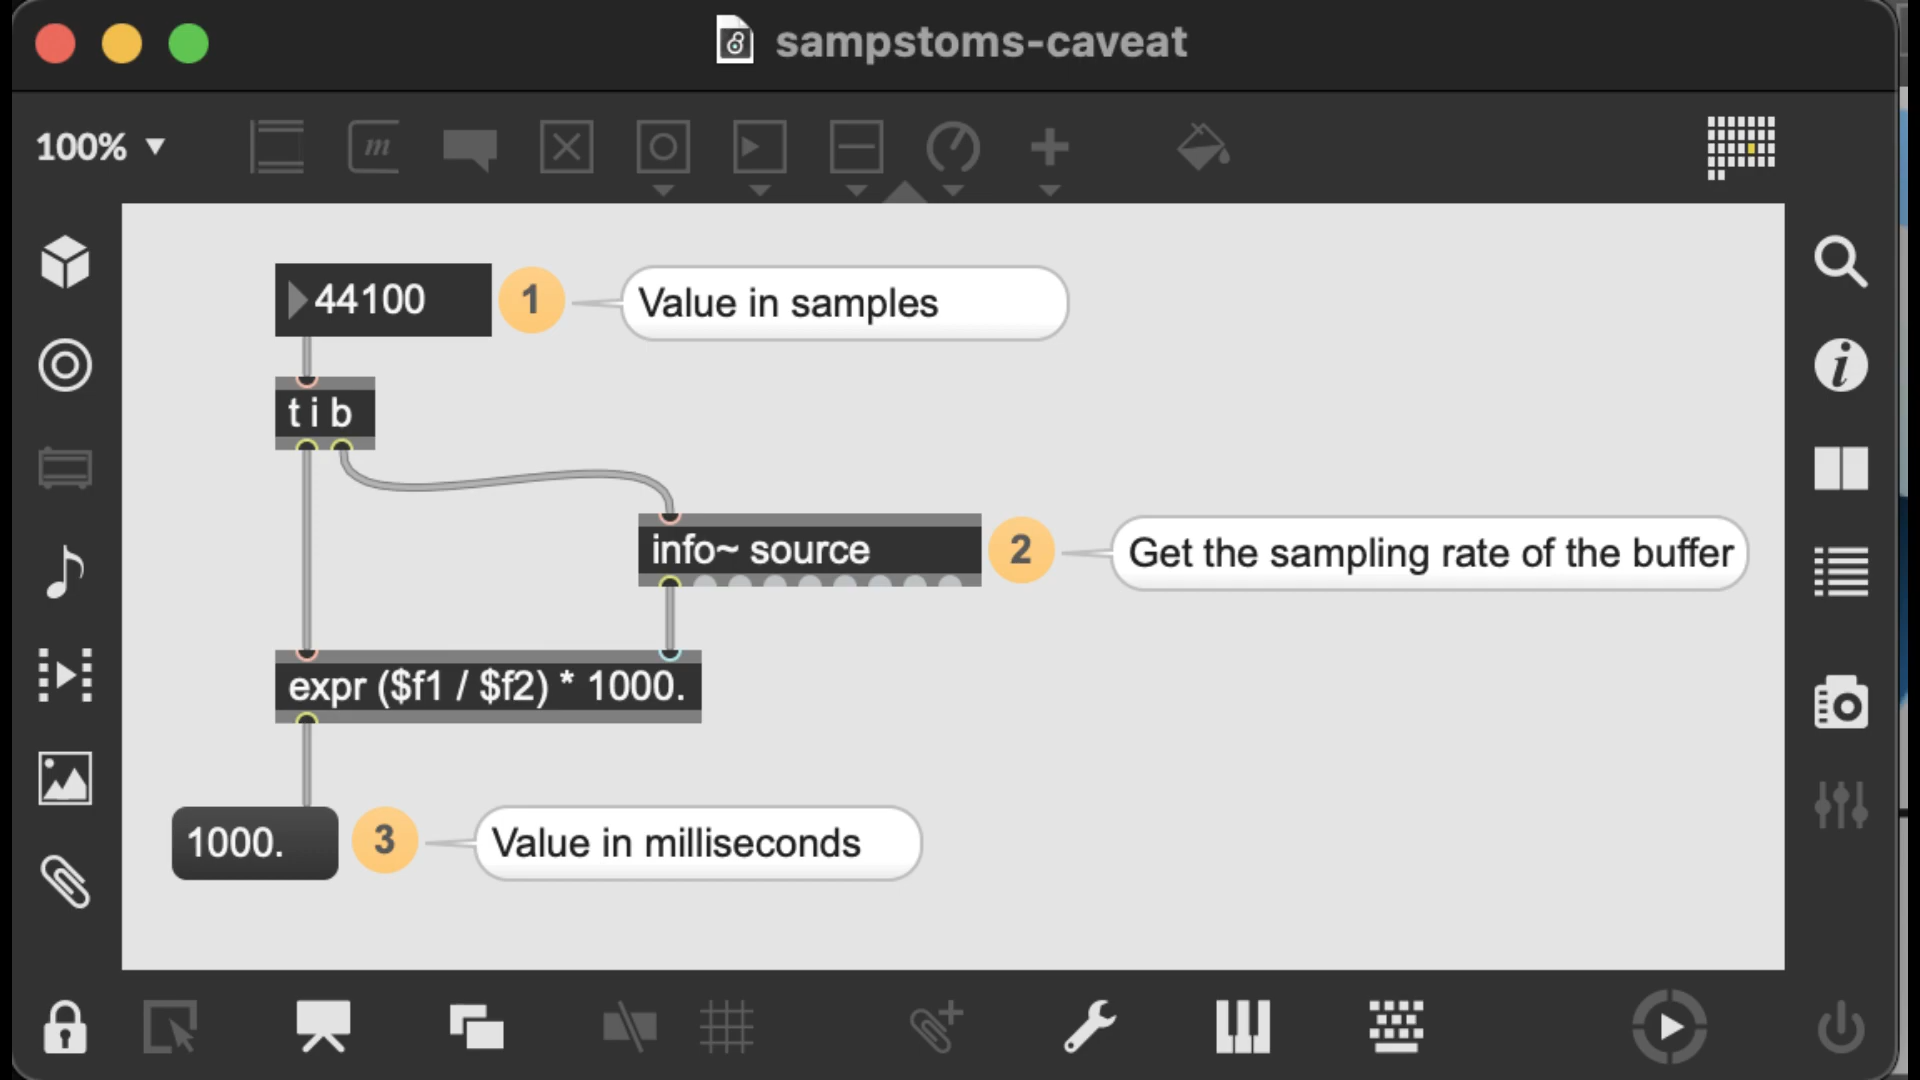 sampstoms-caveat
100%
m
44100
1
Value in samples
t i b
info~ source
2
Get the sampling rate of the buffer
expr ($f1 / $f2) * 1000.
1000.
3
Value in milliseconds